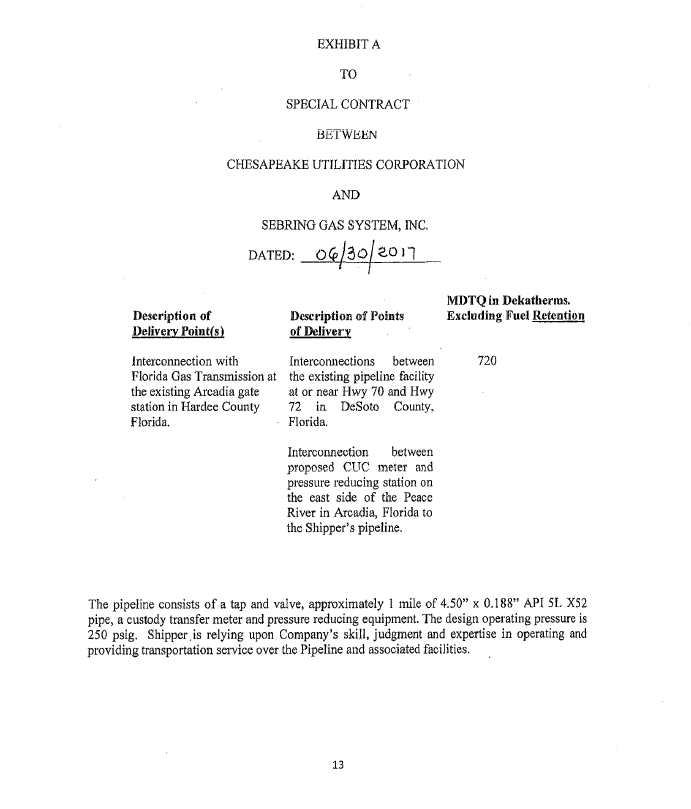 EXHIBIT A
TO
SPECIAL CONTRACT
BETWEEN
CHESAPEAKE UTILITIES CORPORATION
AND
SEBRING GAS SYSTEM, INC.
DATED: 06/30/2017
Description of
Delivery Point(s)
Description of Points
of Delivery
MDTQ in Dekatherms.
Excluding Fuel Retention
Interconnection with
Florida Gas Transmission at
the existing Arcadia gate
station in Hardee County
Florida.
Interconnections between
the existing pipeline facility
at or near Hwy 70 and Hwy
72 in DeSoto County,
Florida.
720
Interconnection between
proposed CUC meter and
pressure reducing station on
the east side of the Peace
River in Arcadia, Florida to
the Shipper's pipeline.
The pipeline consists of a tap and valve, approximately 1 mile of 4.50" x 0.188" API 5L X52
pipe, a custody transfer meter and pressure reducing equipment. The design operating pressure is
250 psig. Shipper is relying upon Company's skill, judgment and expertise in operating and
providing transportation service over the Pipeline and associated facilities.
13